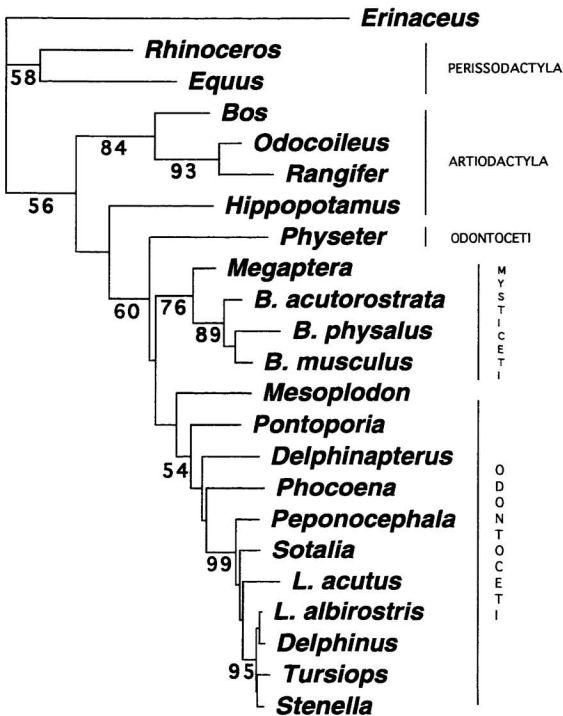 Erinaceus
Rhinoceros
58
Equus
PERISSODACTYLA
Bos
84
Odocoileus
93
Rangifer
ARTIODACTYLA
56
Hippopotamus
Physeter
ODONTOCETI
Megaptera
60
76
B. acutorostrata
89
B. physalus
B. musculus
MYSTICETI
Mesoplodon
Pontoporia
54
Delphinapterus
Phocoena
Peponocephala
99
Sotalia
L. acutus
L. albirostris
Delphinus
95
Tursiops
Stenella
ODONTOCETI